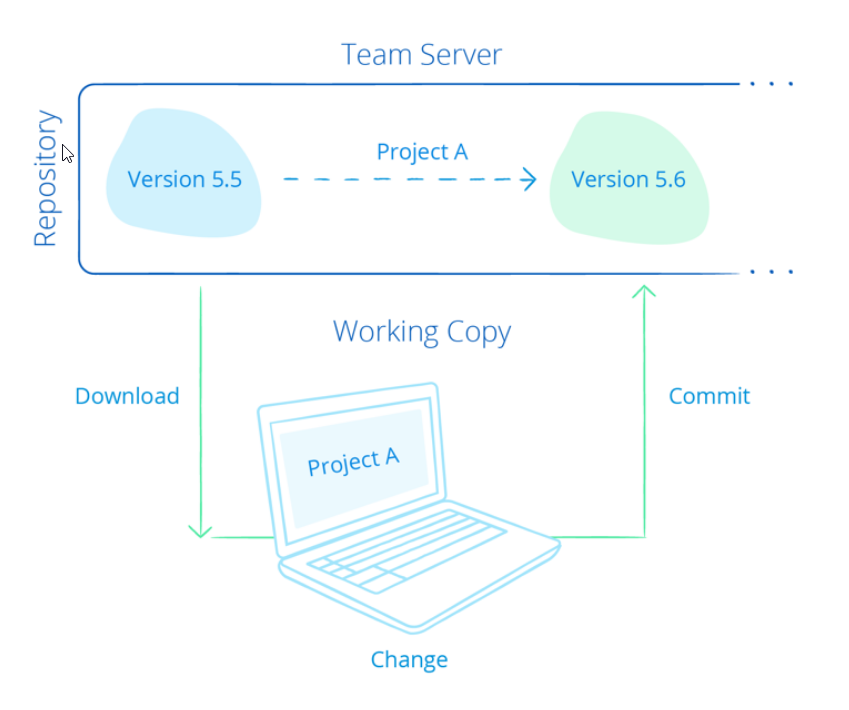 Team Server
Repository
Project A
Version 5.5
Version 5.6
Working Copy
Download
Commit
Project A
Change